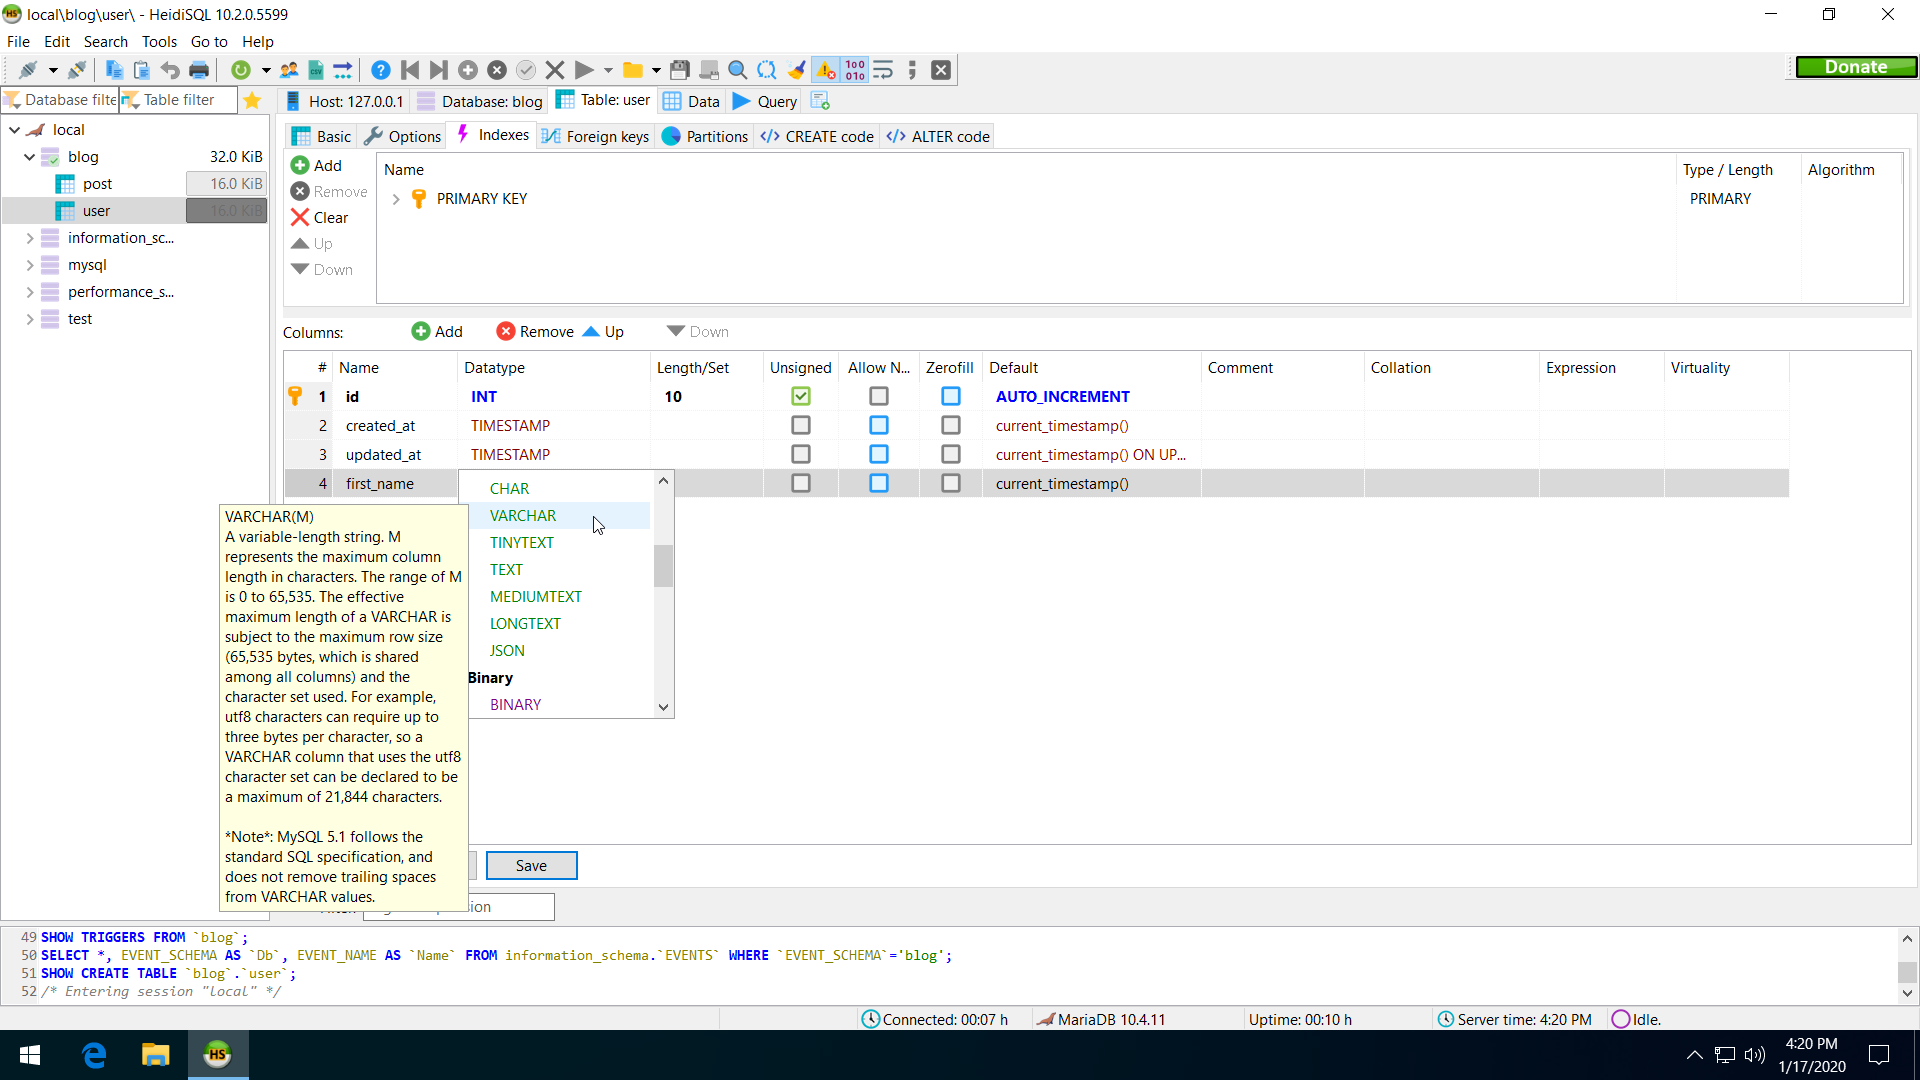 local\blog\user\ - HeidiSQL 10.2.0.5599
File Edit Search Tools Go to Help
Donate
Database filte Table filter
Host: 127.0.0.1 Database: blog Table: user Data Query
local
blog 32.0 KiB
post 16.0 KiB
user 16.0 KiB
information_sc...
mysql
performance_s...
test
Basic Options Indexes Foreign keys Partitions CREATE code ALTER code
Add
Remove
Clear
Up
Down
Name Type / Length Algorithm
PRIMARY KEY PRIMARY
Columns: Add Remove Up Down
# Name Datatype Length/Set Unsigned Allow N... Zerofill Default Comment Collation Expression Virtuality
1 id INT 10 AUTO_INCREMENT
2 created_at TIMESTAMP current_timestamp()
3 updated_at TIMESTAMP current_timestamp() ON UP...
4 first_name current_timestamp()
CHAR
VARCHAR
TINYTEXT
TEXT
MEDIUMTEXT
LONGTEXT
JSON
Binary
BINARY
VARCHAR(M)
A variable-length string. M
represents the maximum column
length in characters. The range of M
is 0 to 65,535. The effective
maximum length of a VARCHAR is
subject to the maximum row size
(65,535 bytes, which is shared
among all columns) and the
character set used. For example,
utf8 characters can require up to
three bytes per character, so a
VARCHAR column that uses the utf8
character set can be declared to be
a maximum of 21,844 characters.
*Note*: MySQL 5.1 follows the
standard SQL specification, and
does not remove trailing spaces
from VARCHAR values.
Save
49 SHOW TRIGGERS FROM `blog`;
50 SELECT *, EVENT_SCHEMA AS `Db`, EVENT_NAME AS `Name` FROM information_schema.`EVENTS` WHERE `EVENT_SCHEMA`='blog';
51 SHOW CREATE TABLE `blog`.`user`;
52 /* Entering session "local" */
Connected: 00:07 h MariaDB 10.4.11 Uptime: 00:10 h Server time: 4:20 PM Idle.
HS
4:20 PM
1/17/2020